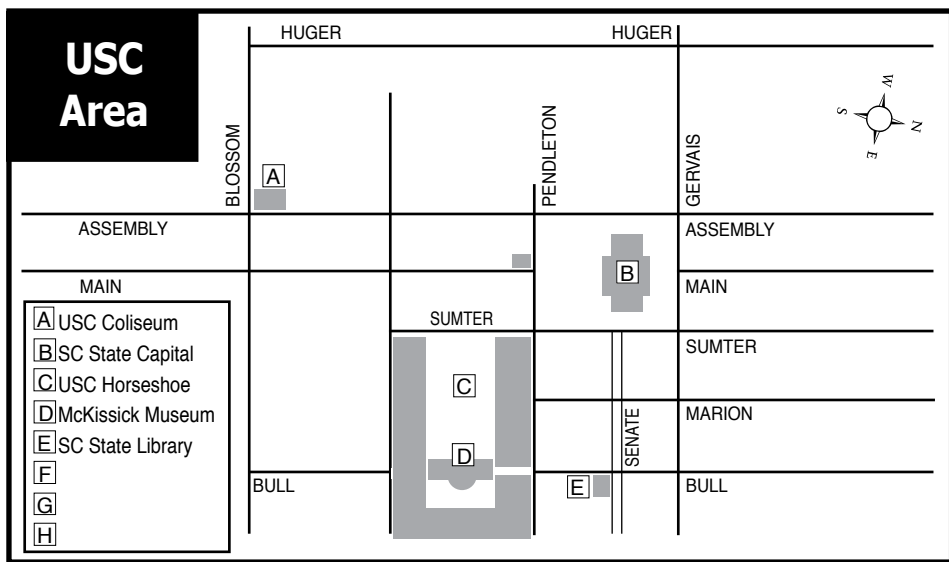 USC
Area
HUGER
HUGER
W
S
N
E
BLOSSOM
PENDLETON
GERVAIS
A
ASSEMBLY
ASSEMBLY
B
MAIN
MAIN
A USC Coliseum
B SC State Capital
C USC Horseshoe
D McKissick Museum
E SC State Library
F
G
H
SUMTER
SUMTER
C
MARION
SENATE
D
BULL
E
BULL